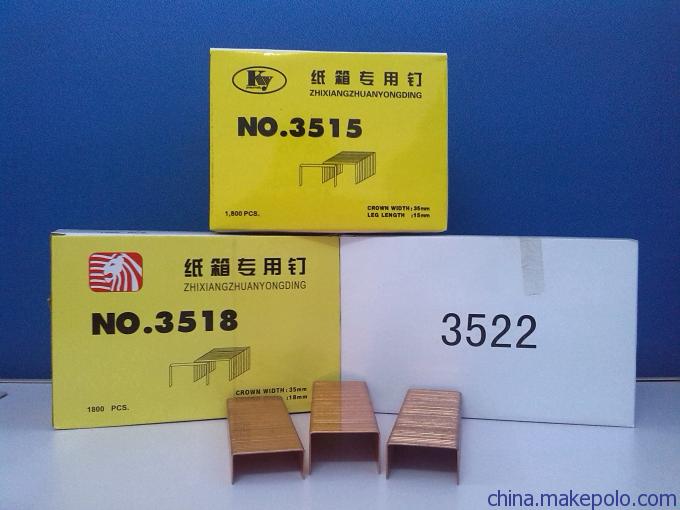 Ky
纸箱专用钉
ZHIXIANGZHUANYONGDING
NO.3515
1,800 PCS.
CROWN WIDTH:35mm
LEG LENGTH :15mm
纸箱专用钉
ZHIXIANGZHUANYONGDING
NO.3518
1800 PCS.
CROWN WIDTH:35mm
:18mm
3522
china.makepolo.com